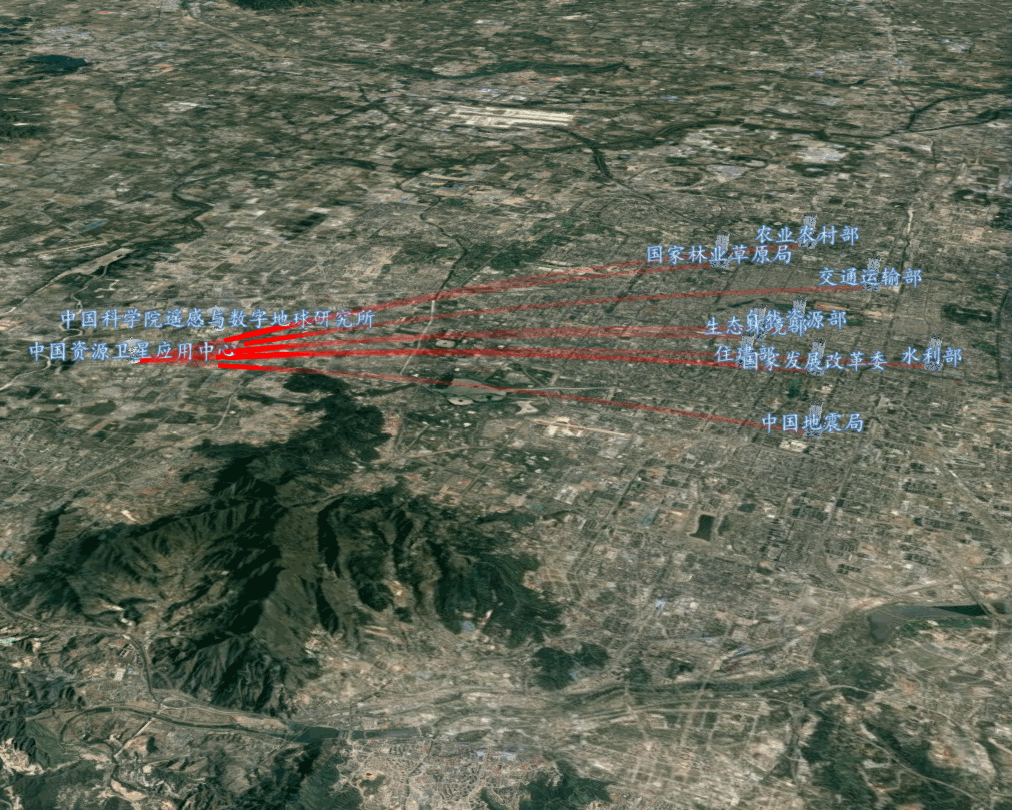 农业农村部
国家林业草原局
交通运输部
中国科学院遥感与数字地球研究所
自然资源部
生态环境部
中国资源卫星应用中心
住建部
国家发展改革委
水利部
中国地震局